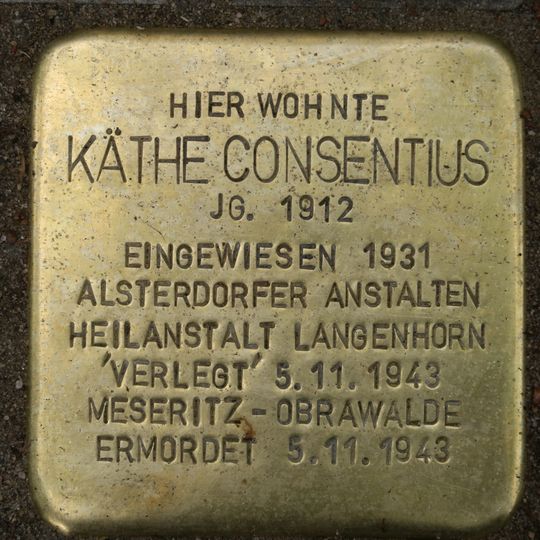 HIER WOHNTE
KÄTHE CONSENTIUS
JG. 1912
EINGEWIESEN 1931
ALSTERDORFER ANSTALTEN
HEILANSTALT LANGENHORN
'VERLEGT' 5.11.1943
MESERITZ-OBRAWALDE
ERMORDET 5.11.1943